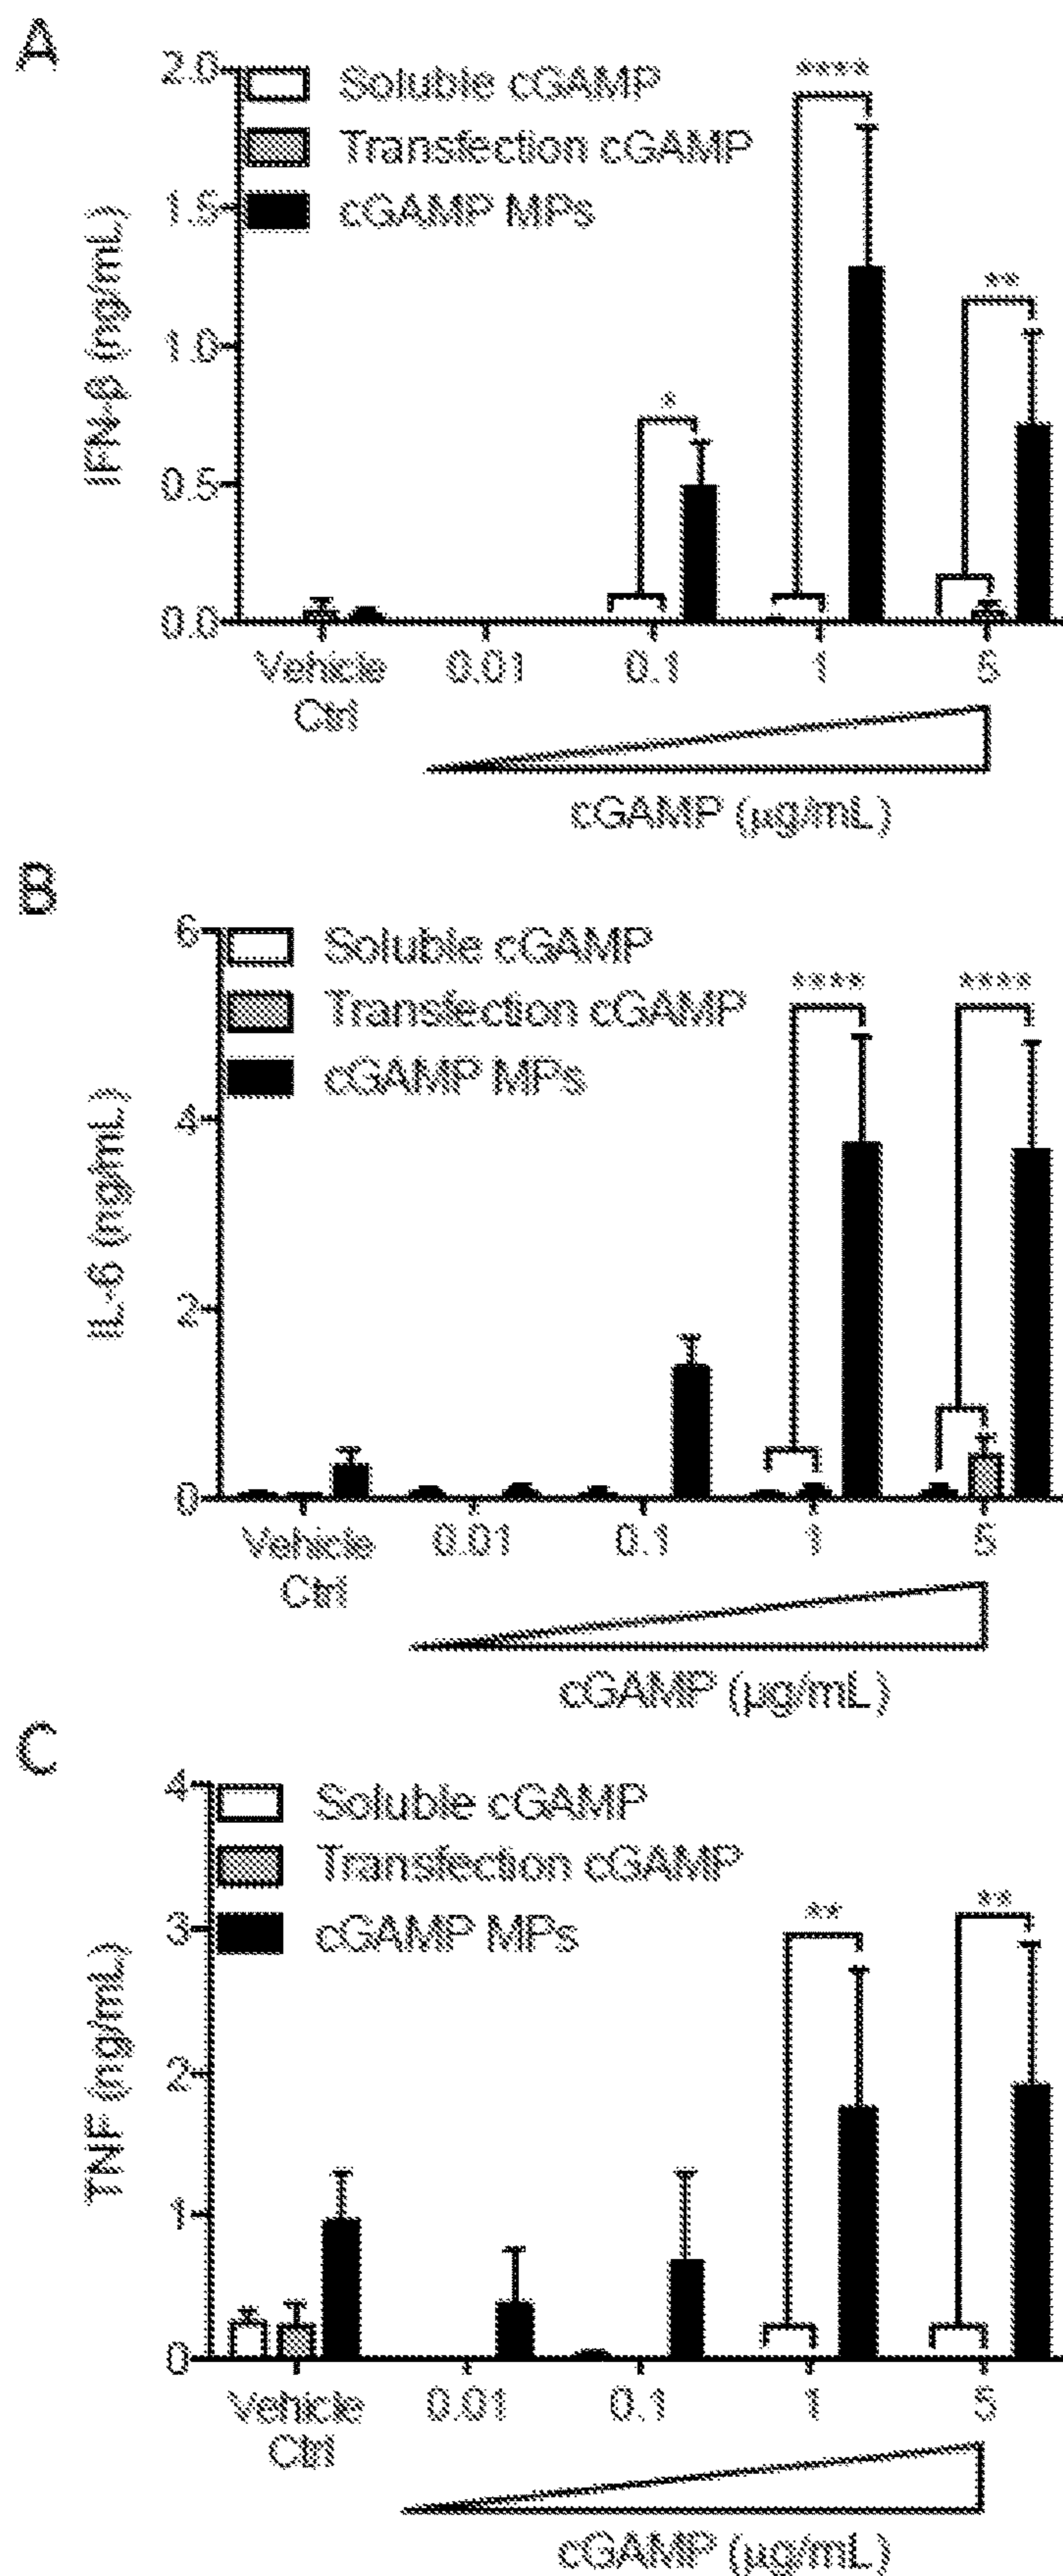 A
2.0
Soluble cGAMP
****
Transfection cGAMP
1.5
cGAMP MPs
**
IFN-β (ng/mL)
1.0
*
0.5
0.0
Vehicle Ctrl
0.01
0.1
1
5
cGAMP (μg/mL)
B
6
Soluble cGAMP
**** ****
Transfection cGAMP
cGAMP MPs
4
IL-6 (ng/mL)
2
0
Vehicle Ctrl
0.01
0.1
1
5
cGAMP (μg/mL)
C
4
Soluble cGAMP
Transfection cGAMP
** **
3
cGAMP MPs
TNF (ng/mL)
2
1
0
Vehicle Ctrl
0.01
0.1
1
5
cGAMP (μg/mL)